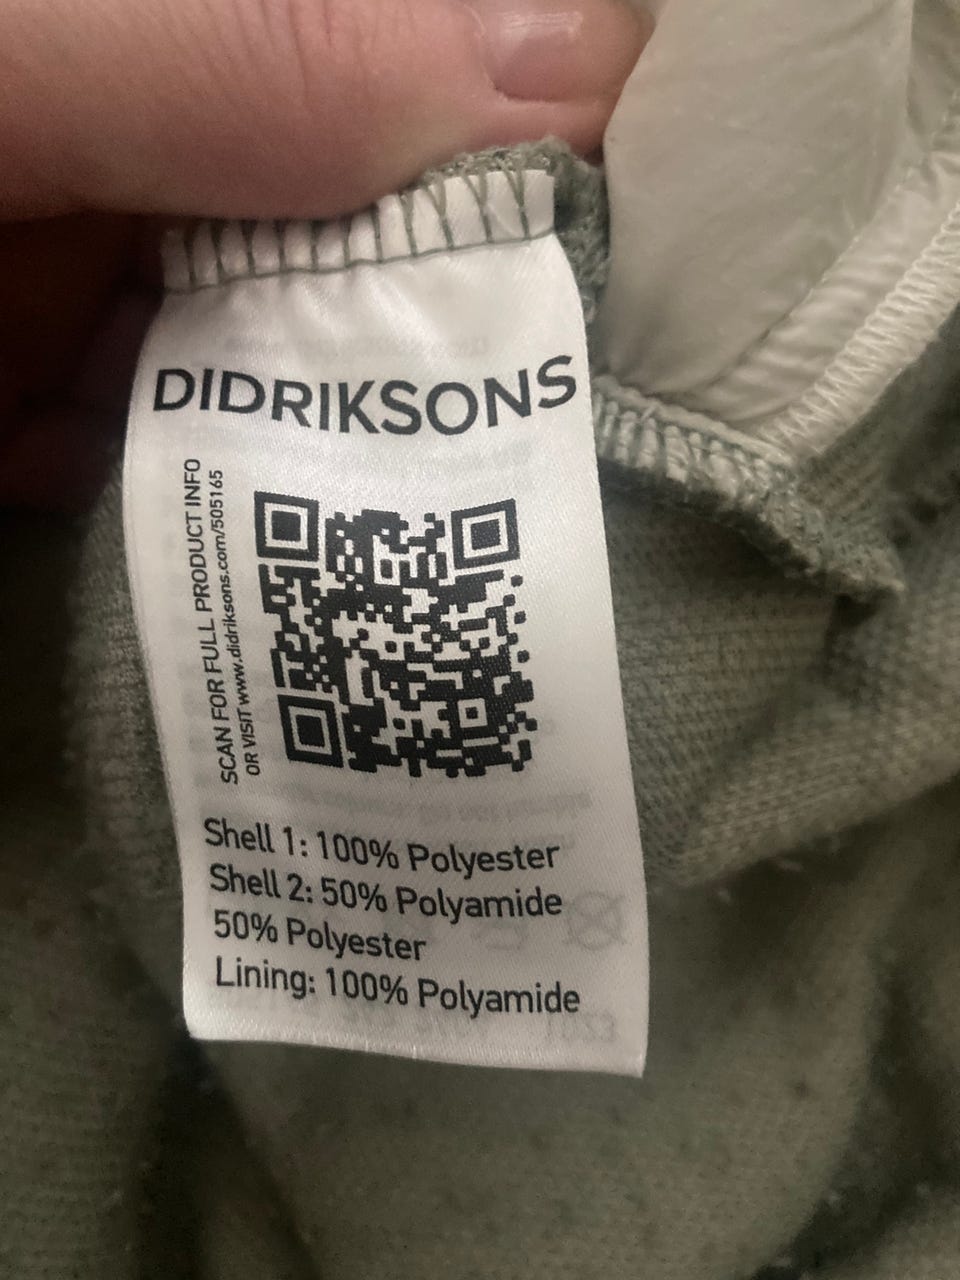 DIDRIKSONS
SCAN FOR FULL PRODUCT INFO
OR VISIT www.didriksons.com/505165
Shell 1: 100% Polyester
Shell 2: 50% Polyamide
50% Polyester
Lining: 100% Polyamide